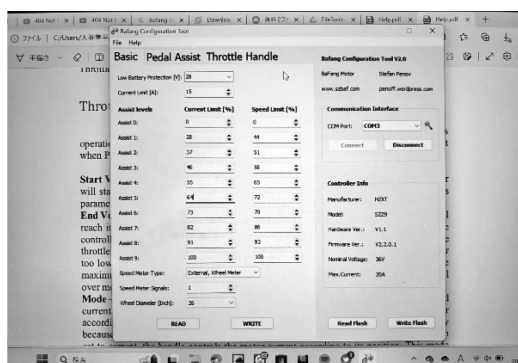 Bafang Configuration Tool
File Help
Basic Pedal Assist Throttle Handle
Low Battery Protection [V]: 28
Current Limit [A]: 15
Assist levels Current Limit [%] Speed Limit [%]
Assist 0: 0 0
Assist 1: 28 44
Assist 2: 37 51
Assist 3: 46 58
Assist 4: 55 65
Assist 5: 64 72
Assist 6: 73 79
Assist 7: 82 86
Assist 8: 91 93
Assist 9: 100 100
Speed Meter Type: External, Wheel Meter
Speed Meter Signals: 1
Wheel Diameter [Inch]: 26
READ WRITE
Bafang Configuration Tool V2.0
BaFang Motor Stefan Penov
www.szbaf.com penoff.wordpress.com
Communication Interface
COM Port: COM3
Connect Disconnect
Controller Info
Manufacturer: HZXT
Model: SZZ9
Hardware Ver.: V1.1
Firmware Ver.: V2.2.0.1
Nominal Voltage: 36V
Max.Current: 20A
Read Flash Write Flash
Throt
operatio
when P
Start V
will sta
parame
End Vo
reach it
controll
throttle
too low
maximu
over mo
Mode
current
accordi
becaus